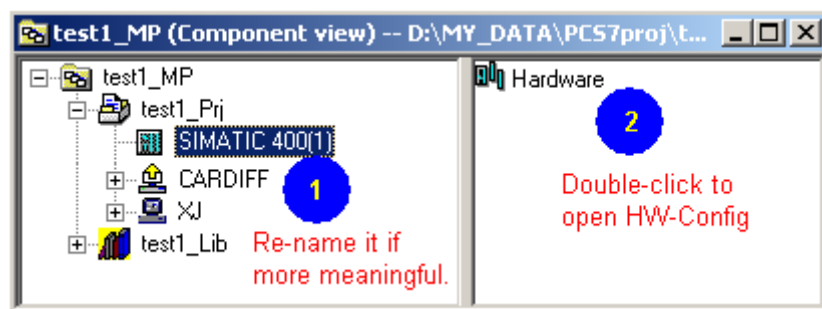 test1_MP (Component view) -- D:\MY_DATA\PCS7proj\t...
test1_MP
test1_Prj
SIMATIC 400(1)
CARDIFF
XJ
test1_Lib
1
Re-name it if
more meaningful.
Hardware
2
Double-click to
open HW-Config